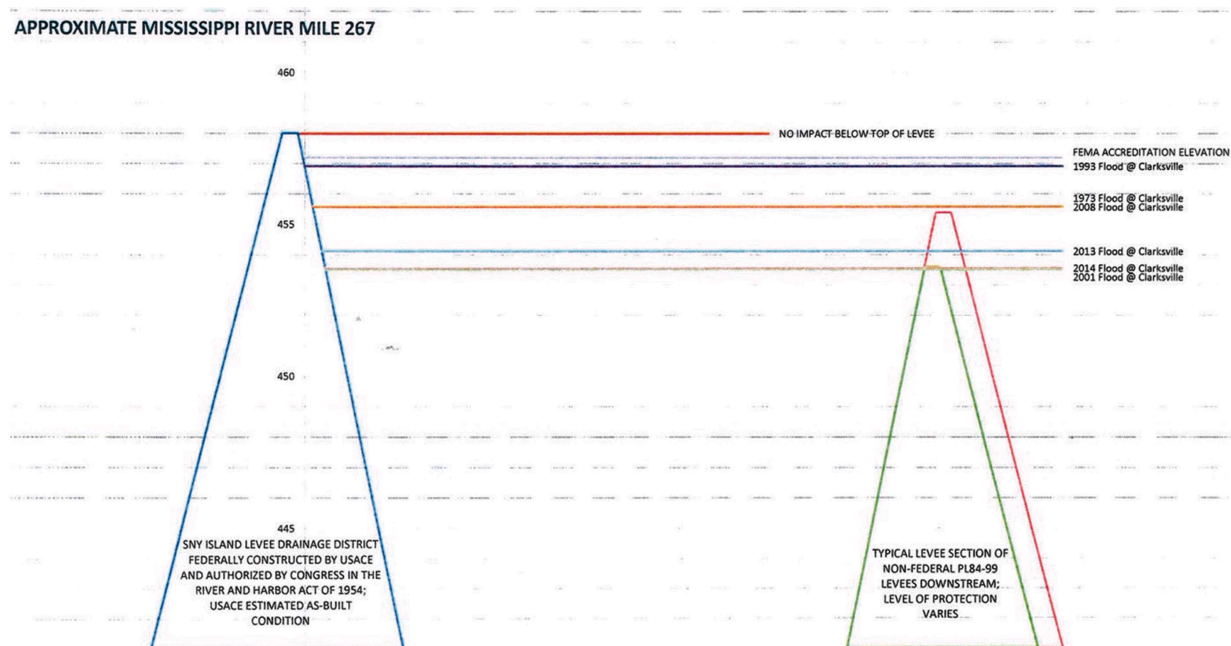 APPROXIMATE MISSISSIPPI RIVER MILE 267
460
NO IMPACT BELOW TOP OF LEVEE
FEMA ACCREDITATION ELEVATION
1993 Flood @ Clarksville
1973 Flood @ Clarksville
2008 Flood @ Clarksville
455
2013 Flood @ Clarksville
2014 Flood @ Clarksville
2001 Flood @ Clarksville
450
445
SNY ISLAND LEVEE DRAINAGE DISTRICT
FEDERALLY CONSTRUCTED BY USACE
AND AUTHORIZED BY CONGRESS IN THE
RIVER AND HARBOR ACT OF 1954;
USACE ESTIMATED AS-BUILT
CONDITION
TYPICAL LEVEE SECTION OF
NON-FEDERAL PL84-99
LEVEES DOWNSTREAM;
LEVEL OF PROTECTION
VARIES